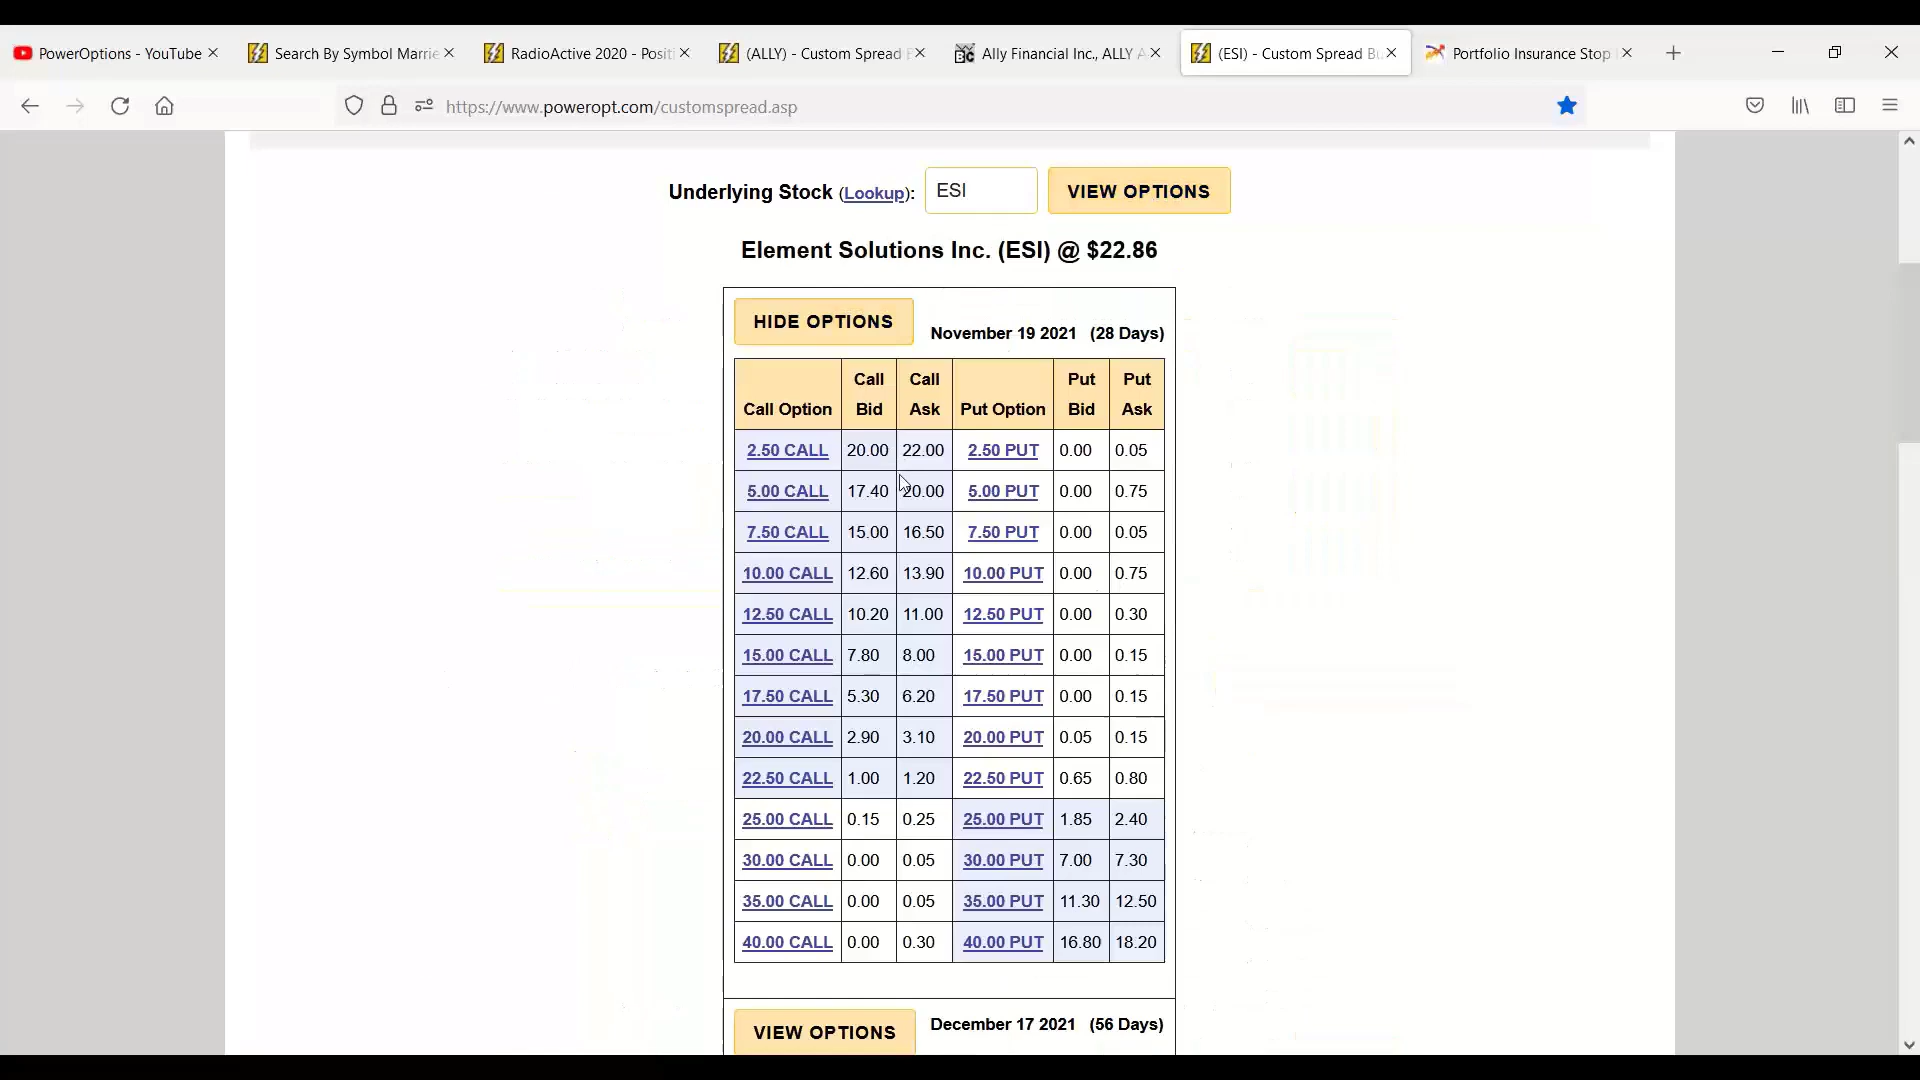 PowerOptions - YouTube
Search By Symbol Marrie
RadioActive 2020 - Positi
(ALLY) - Custom Spread
Ally Financial Inc., ALLY A
(ESI) - Custom Spread Bu
Portfolio Insurance Stop
https://www.poweropt.com/customspread.asp
Underlying Stock (Lookup): ESI VIEW OPTIONS
Element Solutions Inc. (ESI) @ $22.86
HIDE OPTIONS November 19 2021 (28 Days)
Call Option Call Bid Call Ask Put Option Put Bid Put Ask
2.50 CALL 20.00 22.00 2.50 PUT 0.00 0.05
5.00 CALL 17.40 20.00 5.00 PUT 0.00 0.75
7.50 CALL 15.00 16.50 7.50 PUT 0.00 0.05
10.00 CALL 12.60 13.90 10.00 PUT 0.00 0.75
12.50 CALL 10.20 11.00 12.50 PUT 0.00 0.30
15.00 CALL 7.80 8.00 15.00 PUT 0.00 0.15
17.50 CALL 5.30 6.20 17.50 PUT 0.00 0.15
20.00 CALL 2.90 3.10 20.00 PUT 0.05 0.15
22.50 CALL 1.00 1.20 22.50 PUT 0.65 0.80
25.00 CALL 0.15 0.25 25.00 PUT 1.85 2.40
30.00 CALL 0.00 0.05 30.00 PUT 7.00 7.30
35.00 CALL 0.00 0.05 35.00 PUT 11.30 12.50
40.00 CALL 0.00 0.30 40.00 PUT 16.80 18.20
VIEW OPTIONS December 17 2021 (56 Days)